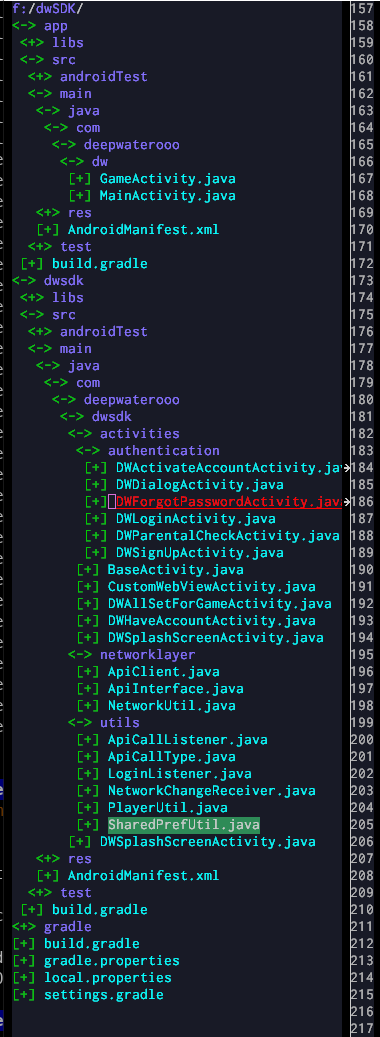 f:/dwSDK/ 157
<-> app 158
<+> libs 159
<-> src 160
<+> androidTest 161
<-> main 162
<-> java 163
<-> com 164
<-> deepwaterooo 165
<-> dw 166
[+] GameActivity.java 167
[+] MainActivity.java 168
<+> res 169
[+] AndroidManifest.xml 170
<+> test 171
[+] build.gradle 172
<-> dwsdk 173
<+> libs 174
<-> src 175
<+> androidTest 176
<-> main 177
<-> java 178
<-> com 179
<-> deepwaterooo 180
<-> dwsdk 181
<-> activities 182
<-> authentication 183
[+] DWActivateAccountActivity.ja 184
[+] DWDialogActivity.java 185
[+] DWForgotPasswordActivity.jav 186
[+] DWLoginActivity.java 187
[+] DWParentalCheckActivity.java 188
[+] DWSignUpActivity.java 189
[+] BaseActivity.java 190
[+] CustomWebViewActivity.java 191
[+] DWAllSetForGameActivity.java 192
[+] DWHaveAccountActivity.java 193
[+] DWSplashScreenActivity.java 194
<-> networklayer 195
[+] ApiClient.java 196
[+] ApiInterface.java 197
[+] NetworkUtil.java 198
<-> utils 199
[+] ApiCallListener.java 200
[+] ApiCallType.java 201
[+] LoginListener.java 202
[+] NetworkChangeReceiver.java 203
[+] PlayerUtil.java 204
[+] SharedPrefUtil.java 205
[+] DWSplashScreenActivity.java 206
<+> res 207
[+] AndroidManifest.xml 208
<+> test 209
[+] build.gradle 210
<+> gradle 211
[+] build.gradle 212
[+] gradle.properties 213
[+] local.properties 214
[+] settings.gradle 215
216
217